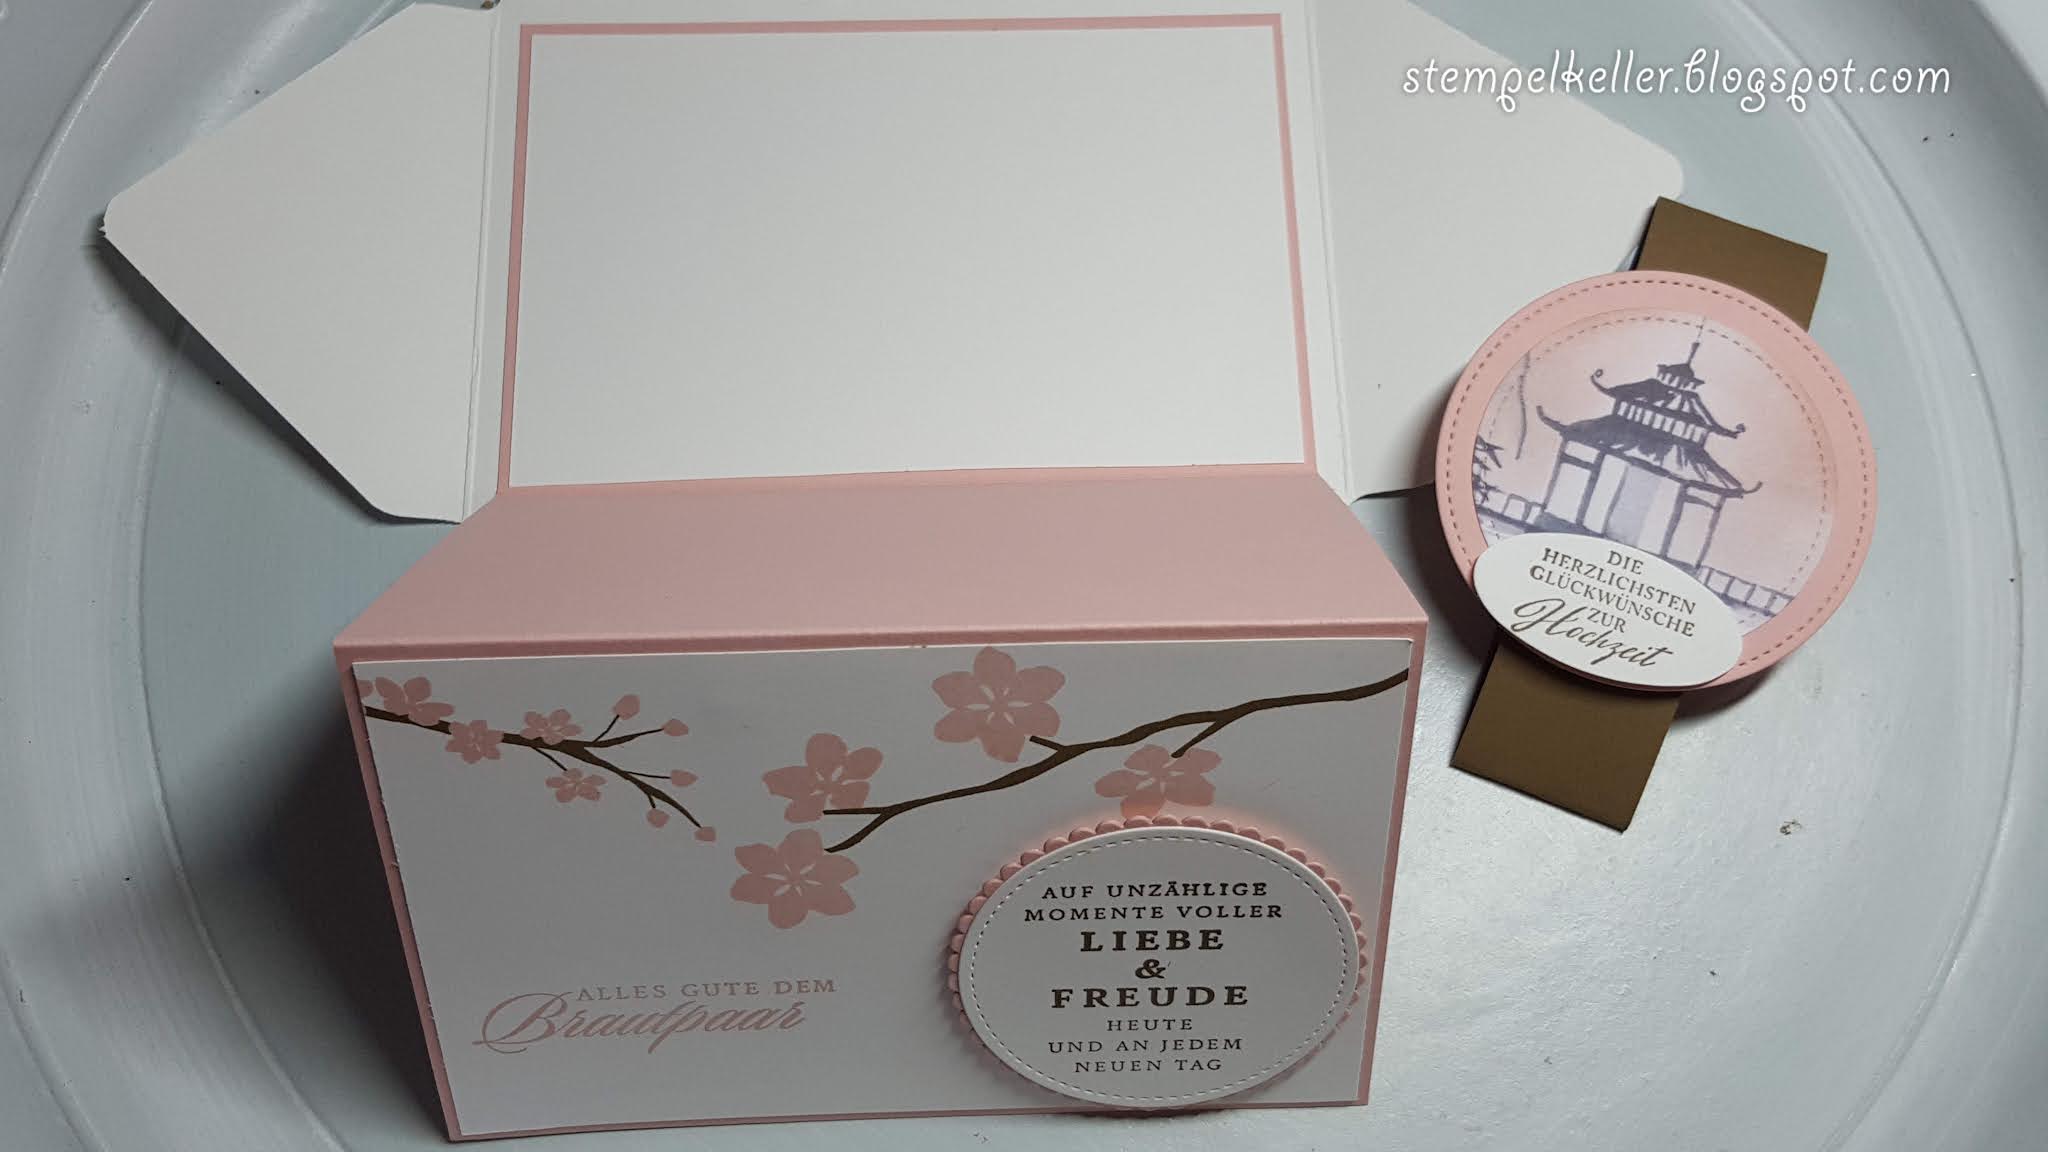 stempelkeller.blogspot.com
DIE
HERZLICHSTEN
GLÜCKWÜNSCHE
ZUR
Hochzeit
AUF UNZÄHLIGE
MOMENTE VOLLER
LIEBE
&
FREUDE
HEUTE
UND AN JEDEM
NEUEN TAG
ALLES GUTE DEM
Brautpaar